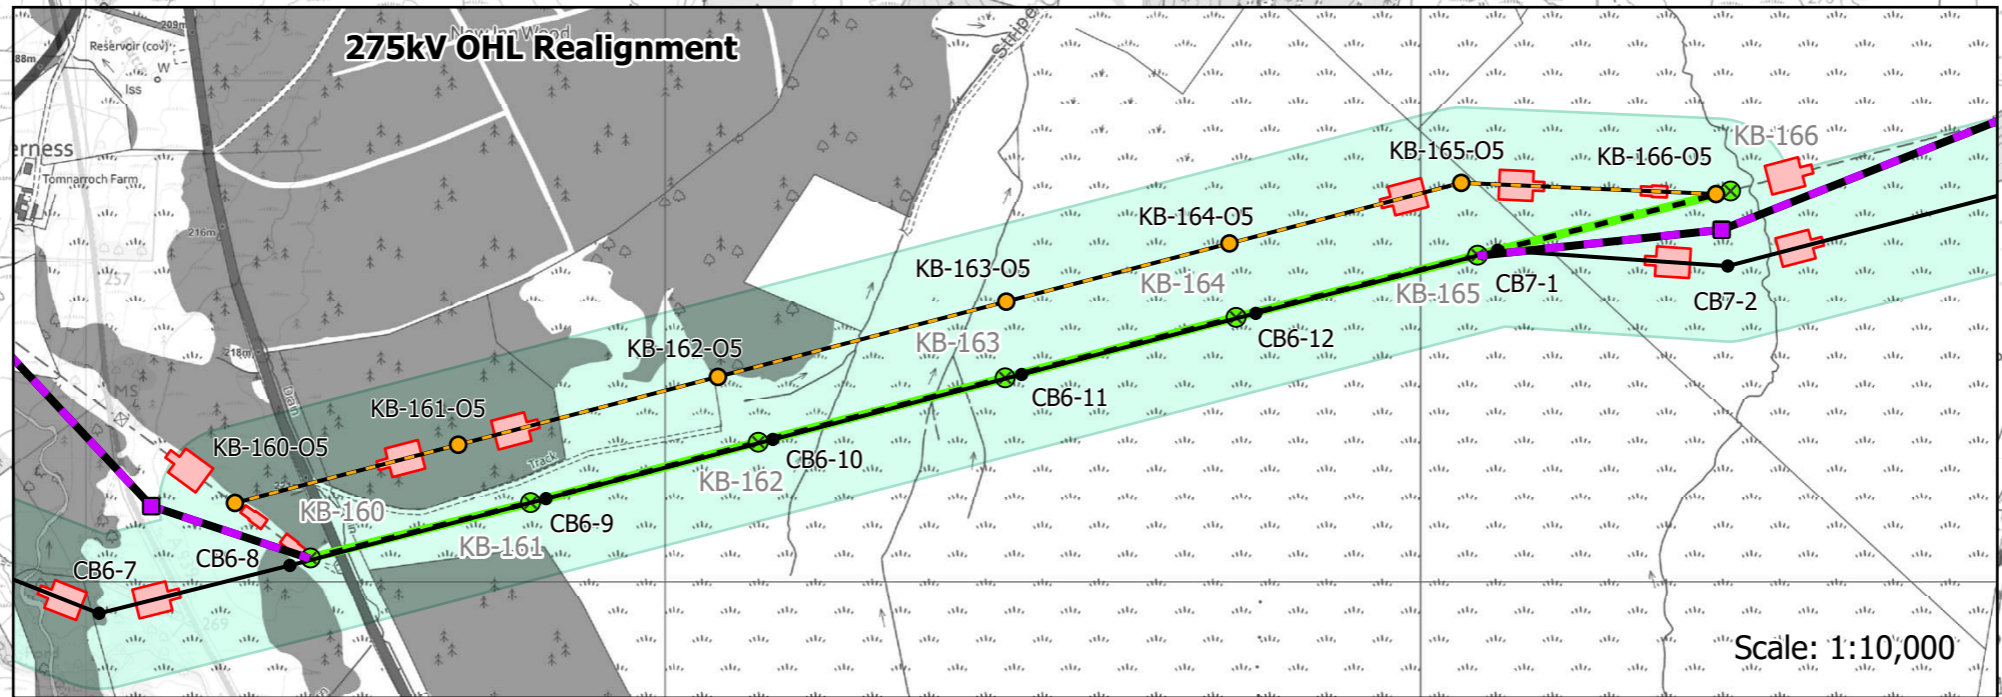 209m
New Inn Wood
275kV OHL Realignment
Reservoir (cov)
88m
W
Iss
Stripe
erness
Tomnarroch Farm
KB-166
KB-165-O5
KB-166-O5
216m
KB-164-O5
257
KB-163-O5
KB-164
KB-165
CB7-1
CB7-2
CB6-12
KB-163
KB-162-O5
218m
MS
Drain
KB-161-O5
CB6-11
KB-160-O5
CB6-10
Track
KB-162
KB-160
CB6-9
KB-161
CB6-8
CB6-7
269
Scale: 1:10,000